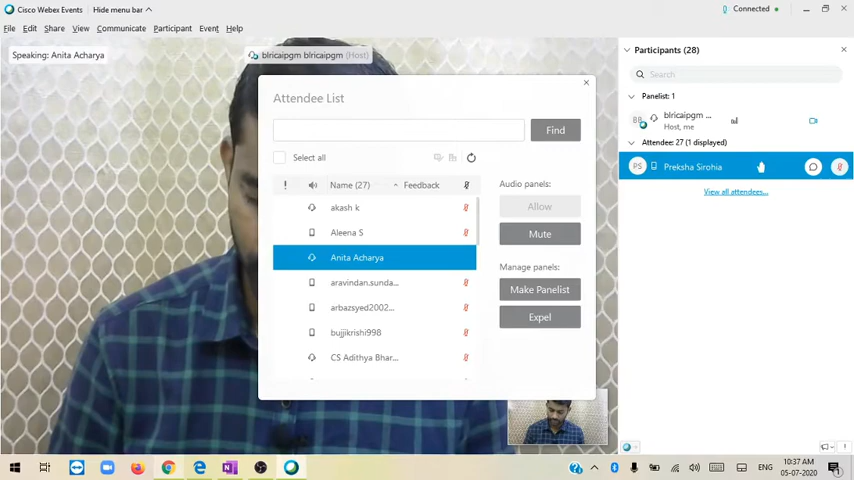 Cisco Webex Events
Hide menu bar
Connected
File Edit Share View Communicate Participant Event Help
Speaking: Anita Acharya
blricaipgm blricaipgm (Host)
Attendee List
Find
Select all
! Name (27) Feedback
akash k
Aleena S
Anita Acharya
aravindan.sunda...
arbazsyed2002...
bujjikrishi998
CS Adithya Bhar...
Audio panels:
Allow
Mute
Manage panels:
Make Panelist
Expel
Participants (28)
Search
Panelist: 1
BB
blricaipgm ...
Host, me
Attendee: 27 (1 displayed)
PS Preksha Sirohia
View all attendees...
ENG
10:37 AM
05-07-2020
1